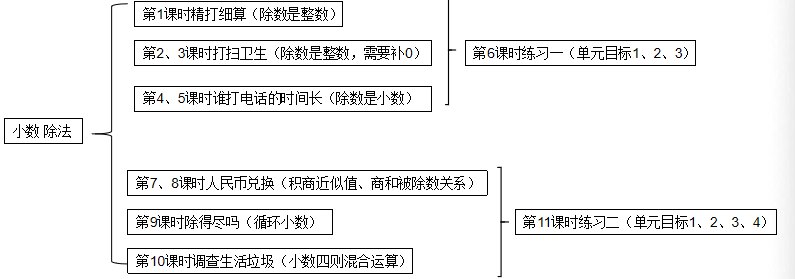 第1课时精打细算（除数是整数）
第2、3课时打扫卫生（除数是整数，需要补0）
第6课时练习一（单元目标1、2、3）
第4、5课时谁打电话的时间长（除数是小数）
小数 除法
第7、8课时人民币兑换（积商近似值、商和被除数关系）
第9课时除得尽吗（循环小数）
第11课时练习二（单元目标1、2、3、4）
第10课时调查生活垃圾（小数四则混合运算）